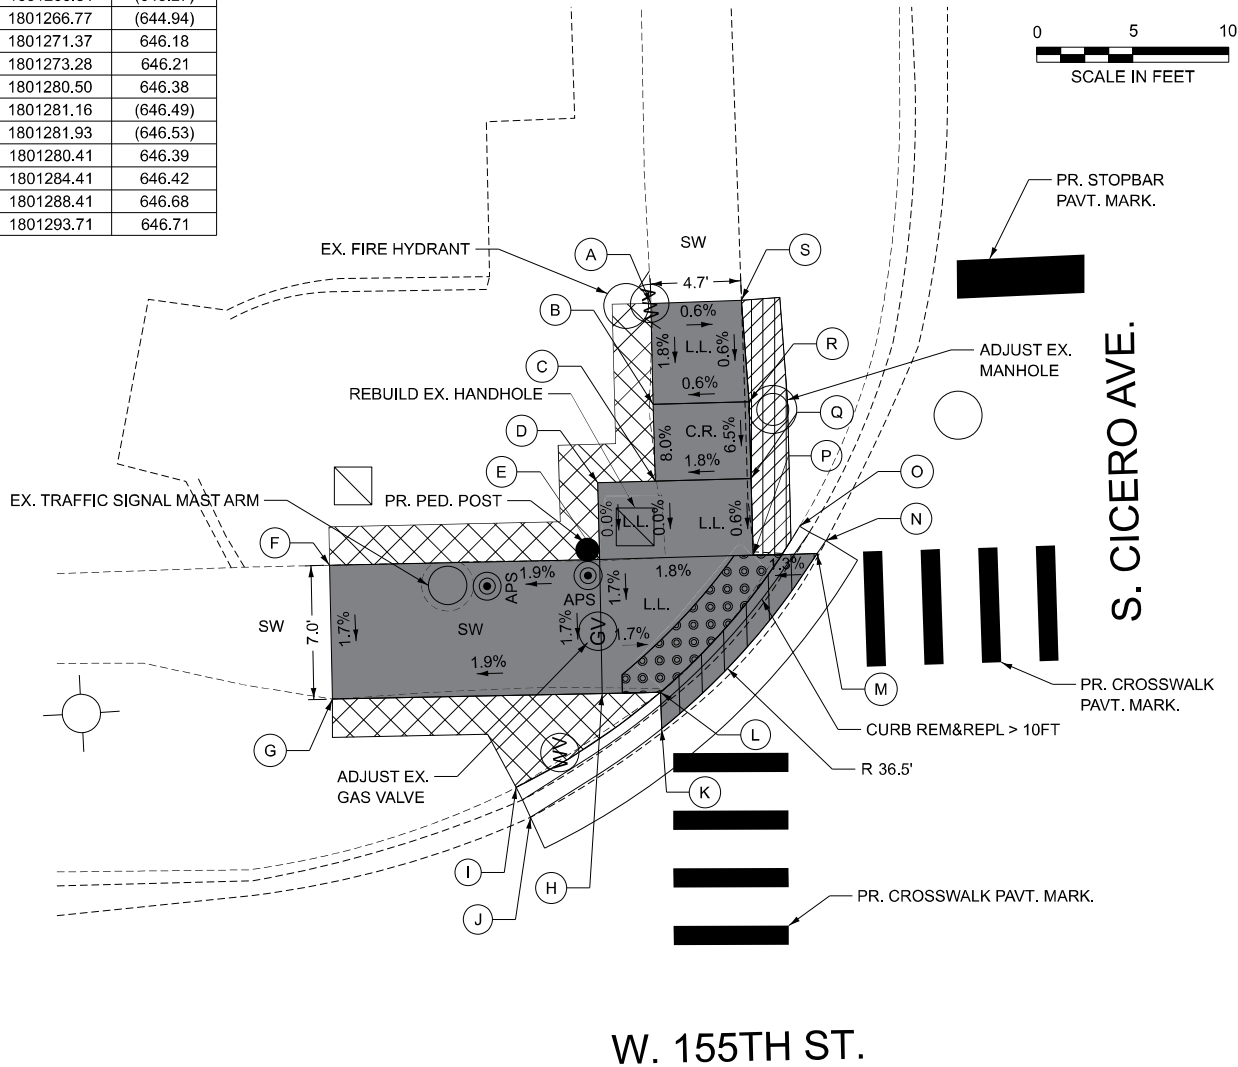 1801266.77 (644.94)
1801271.37 646.18
1801273.28 646.21
1801280.50 646.38
1801281.16 (646.49)
1801281.93 (646.53)
1801280.41 646.39
1801284.41 646.42
1801288.41 646.68
1801293.71 646.71
0 5 10
SCALE IN FEET
PR. STOPBAR
PAVT. MARK.
EX. FIRE HYDRANT
A
SW
S
4.7'
W
B
0.6%
1.8%
L.L.
0.6%
R
ADJUST EX.
MANHOLE
C
0.6%
REBUILD EX. HANDHOLE
Q
D
C.R.
8.0%
6.5%
1.8%
P
E
O
EX. TRAFFIC SIGNAL MAST ARM
PR. PED. POST
0.0%
L.L.
0.0%
L.L.
0.6%
N
F
1.9%
APS
APS
1.7%
1.8%
1.3%
L.L.
SW
7.0'
1.7%
SW
1.7%
GV
1.7%
1.9%
M
PR. CROSSWALK
PAVT. MARK.
CURB REM&REPL > 10FT
L
G
W
R 36.5'
ADJUST EX.
GAS VALVE
K
I
H
J
PR. CROSSWALK PAVT. MARK.
S. CICERO AVE.
W. 155TH ST.